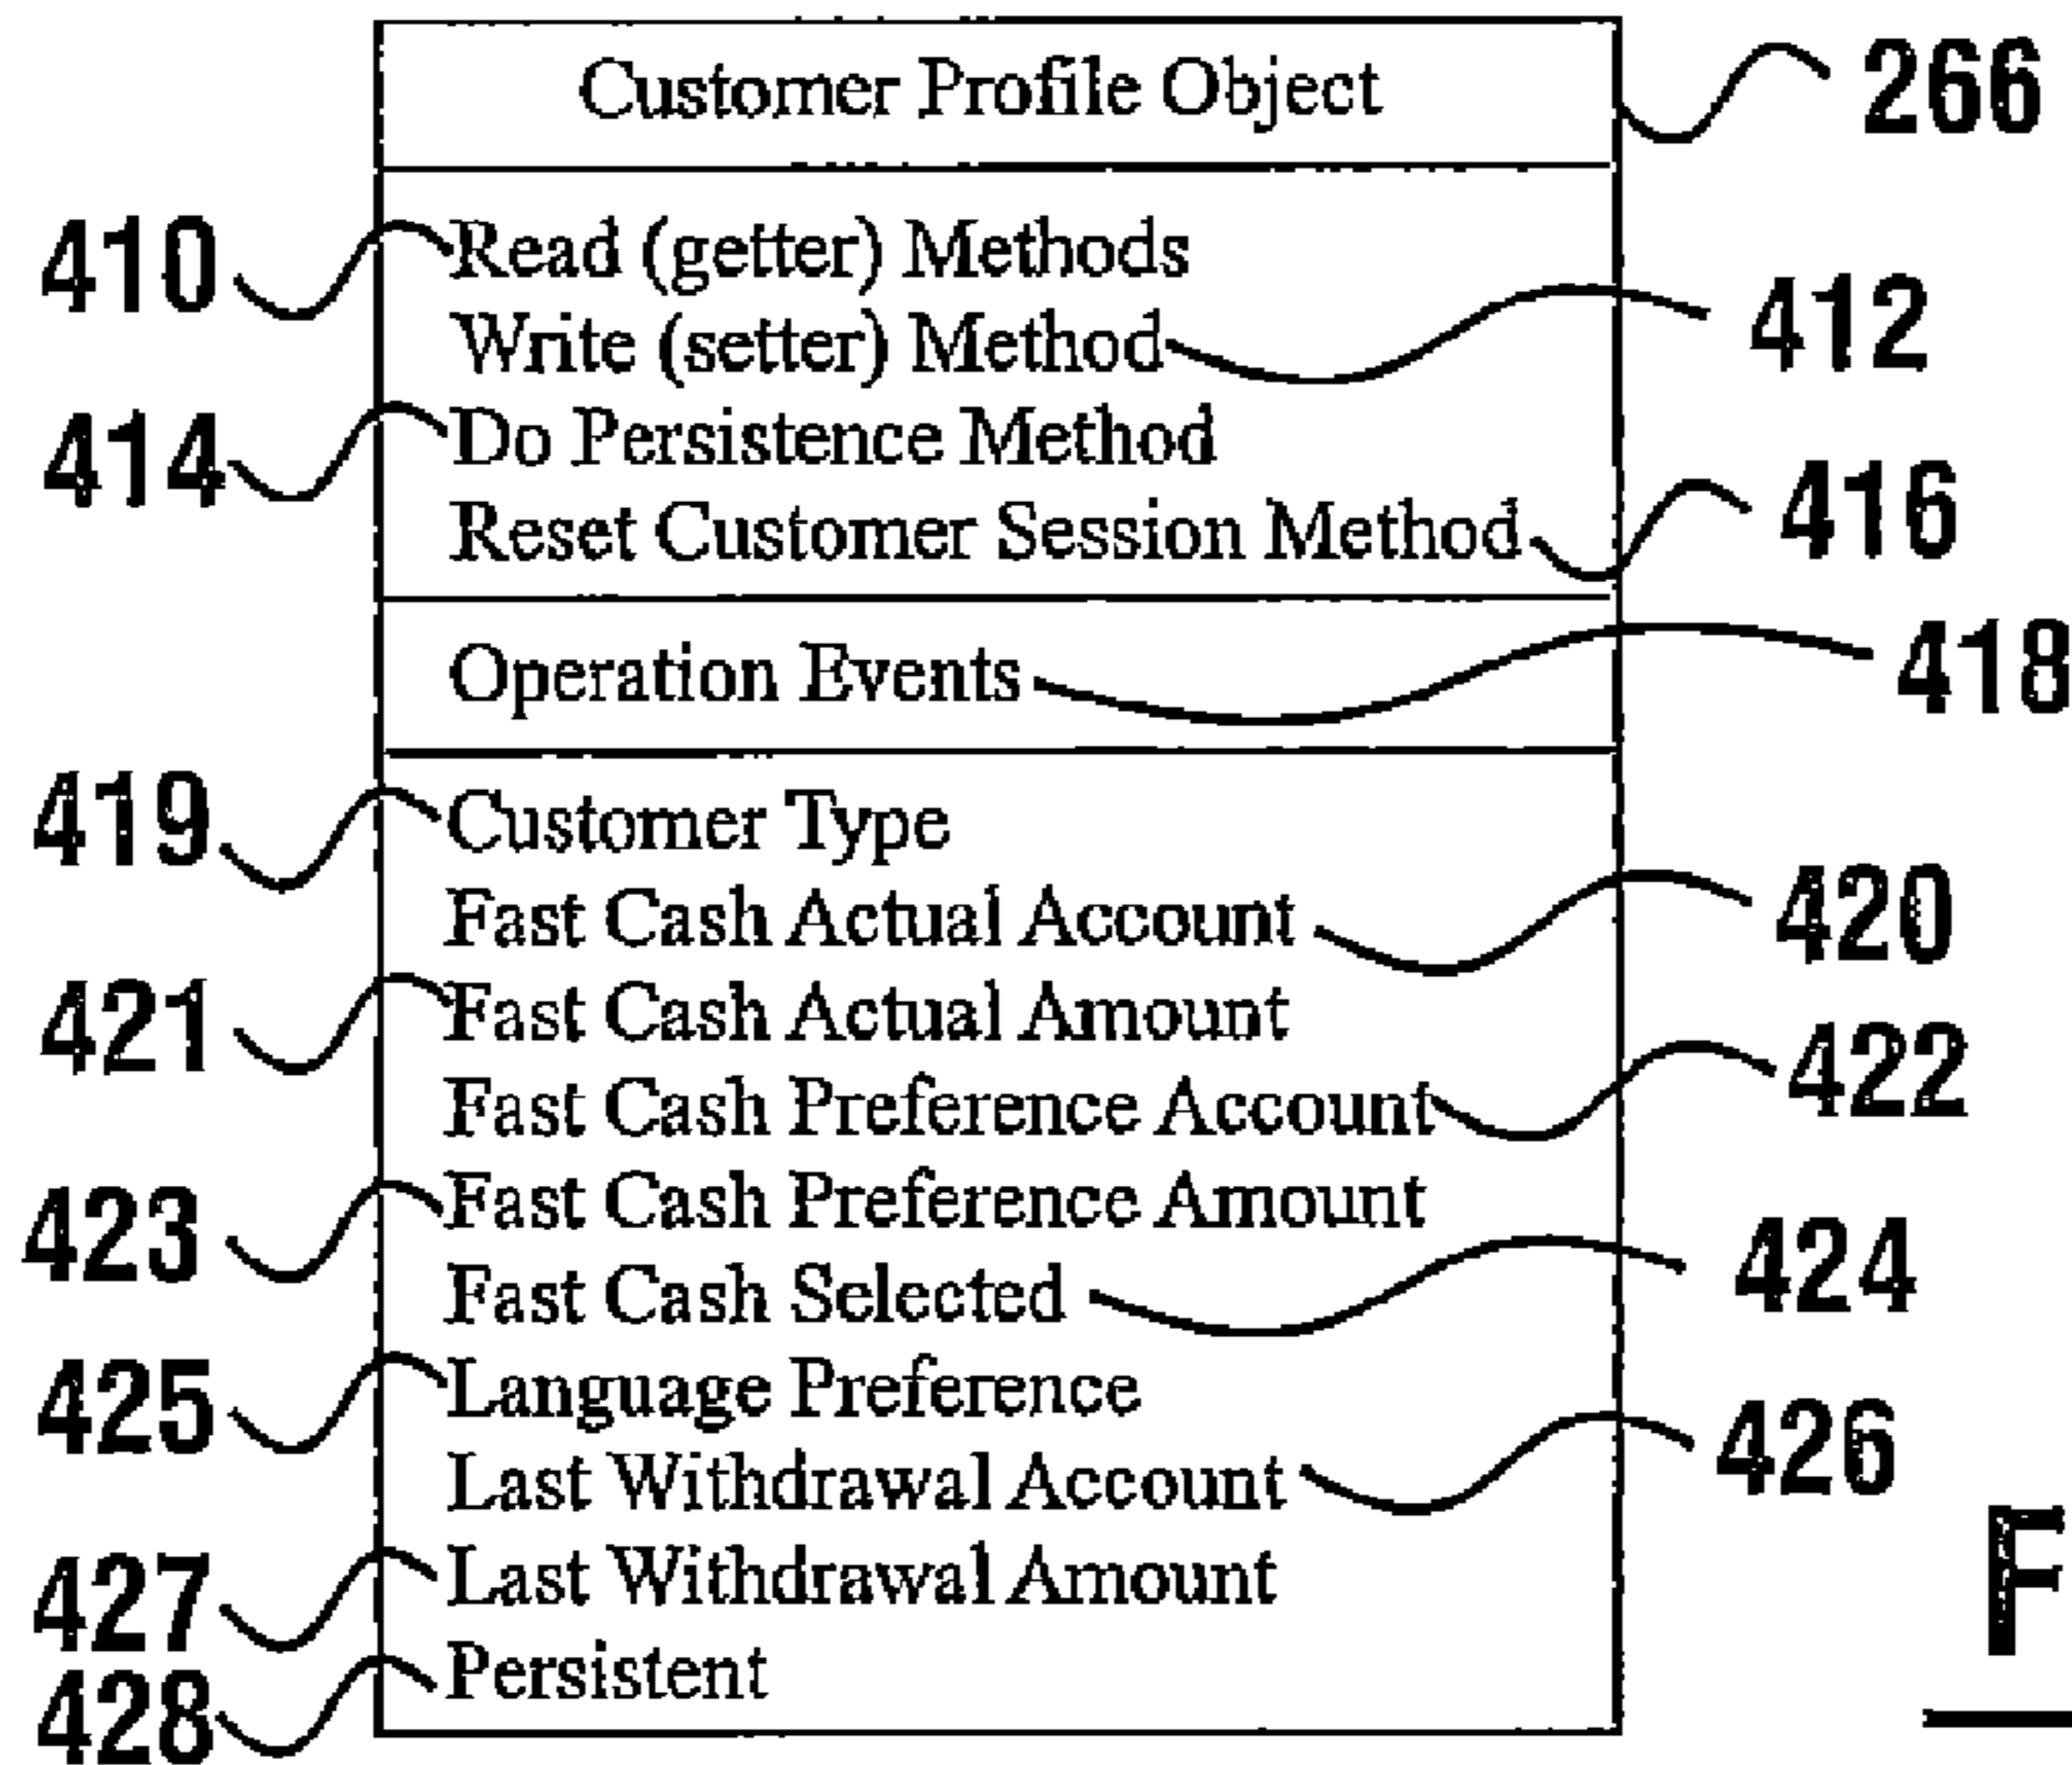 Customer Profile Object 266
410 Read (getter) Methods
Write (setter) Method 412
414 Do Persistence Method
Reset Customer Session Method 416
Operation Events 418
419 Customer Type
Fast Cash Actual Account 420
421 Fast Cash Actual Amount
Fast Cash Preference Account 422
423 Fast Cash Preference Amount
Fast Cash Selected 424
425 Language Preference
Last Withdrawal Account 426
427 Last Withdrawal Amount
428 Persistent
F